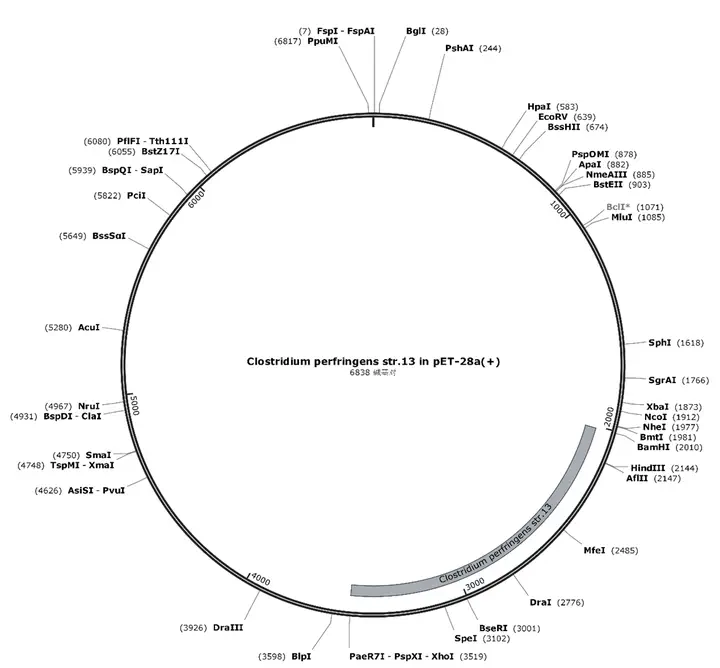 (7) FspI - FspAI
(6817) PpuMI
BglI (28)
PshAI (244)
HpaI (583)
EcoRV (639)
BssHII (674)
PspOMI (878)
ApaI (882)
NmeAIII (885)
BstEII (903)
BclI* (1071)
MluI (1085)
SphI (1618)
SgrAI (1766)
XbaI (1873)
NcoI (1912)
NheI (1977)
BmtI (1981)
BamHI (2010)
HindIII (2144)
AflII (2147)
MfeI (2485)
DraI (2776)
BseRI (3001)
SpeI (3102)
PaeR7I - PspXI - XhoI (3519)
(3598) BlpI
(3926) DraIII
(4626) AsiSI - PvuI
(4748) TspMI - XmaI
(4750) SmaI
(4931) BspDI - ClaI
(4967) NruI
(5280) AcuI
(5649) BssSαI
(5822) PciI
(5939) BspQI - SapI
(6055) BstZ17I
(6080) PflFI - Tth111I
1000
2000
3000
4000
5000
6000
Clostridium perfringens str.13
Clostridium perfringens str.13 in pET-28a(+)
6838 碱基对